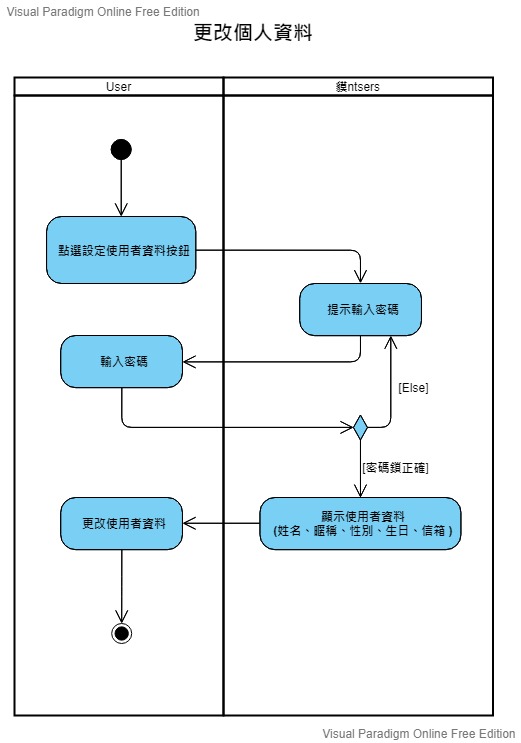 Visual Paradigm Online Free Edition
更改個人資料
User
貘ntsers
點選設定使用者資料按鈕
提示輸入密碼
輸入密碼
[Else]
[密碼鎖正確]
更改使用者資料
顯示使用者資料
(姓名、暱稱、性別、生日、信箱 )
Visual Paradigm Online Free Edition